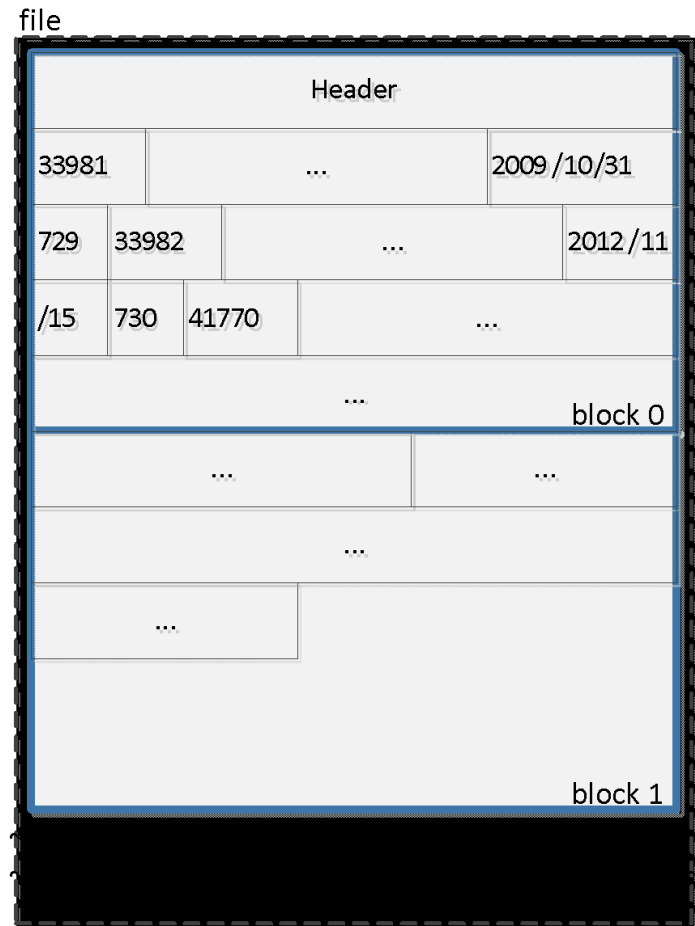 file
Header
33981 ... 2009/10/31
729 33982 ... 2012/11
/15 730 41770 ...
...
block 0
... ...
...
...
block 1